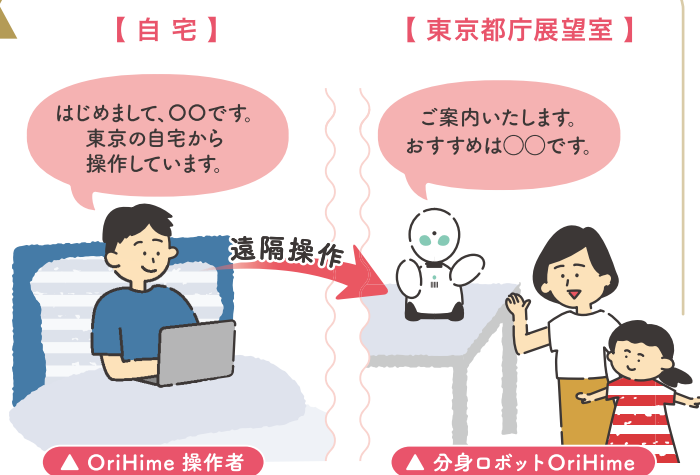 【 自 宅 】
はじめまして、〇〇です。
東京の自宅から
操作しています。
遠隔操作
▲ OriHime 操作者
【 東京都庁展望室 】
ご案内いたします。
おすすめは◯◯です。
▲ 分身ロボットOriHime